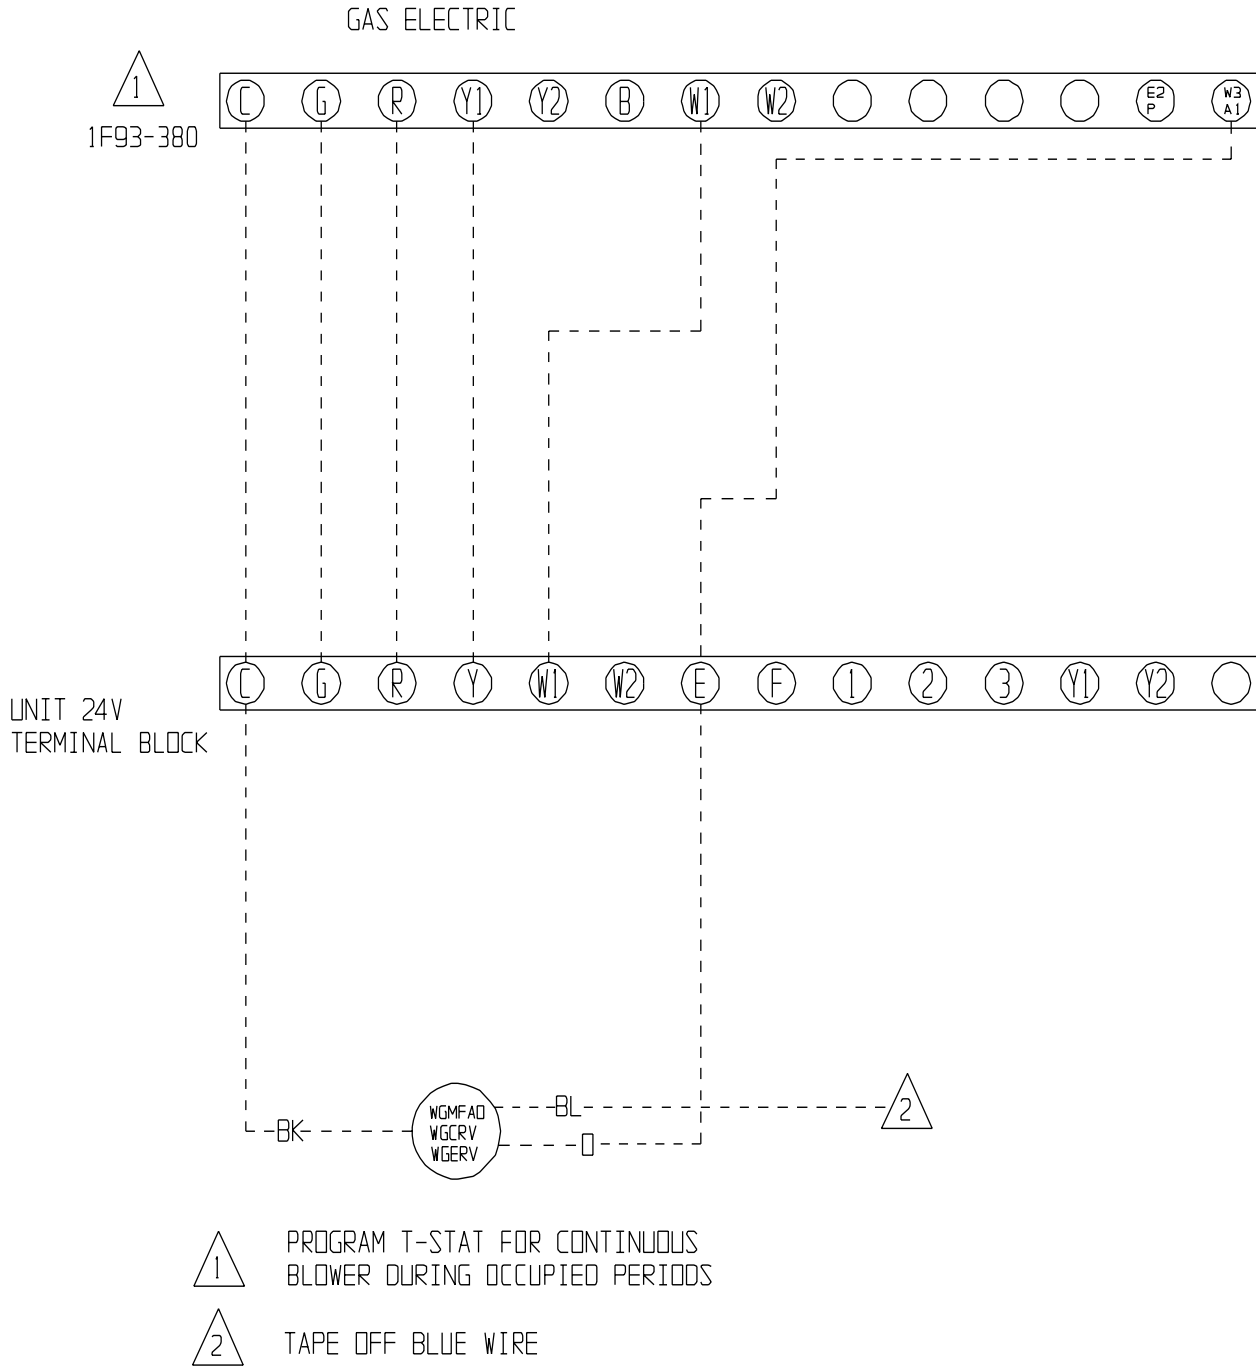 GAS ELECTRIC
1
1F93-380
C G R Y1 Y2 B W1 W2 E2 P W3 A1
C G R Y W1 W2 E F 1 2 3 Y1 Y2
UNIT 24V
TERMINAL BLOCK
WGMFAO
WGCRV
WGERV
BL
2
BK
O
1
PROGRAM T-STAT FOR CONTINUOUS
BLOWER DURING OCCUPIED PERIODS
2
TAPE OFF BLUE WIRE